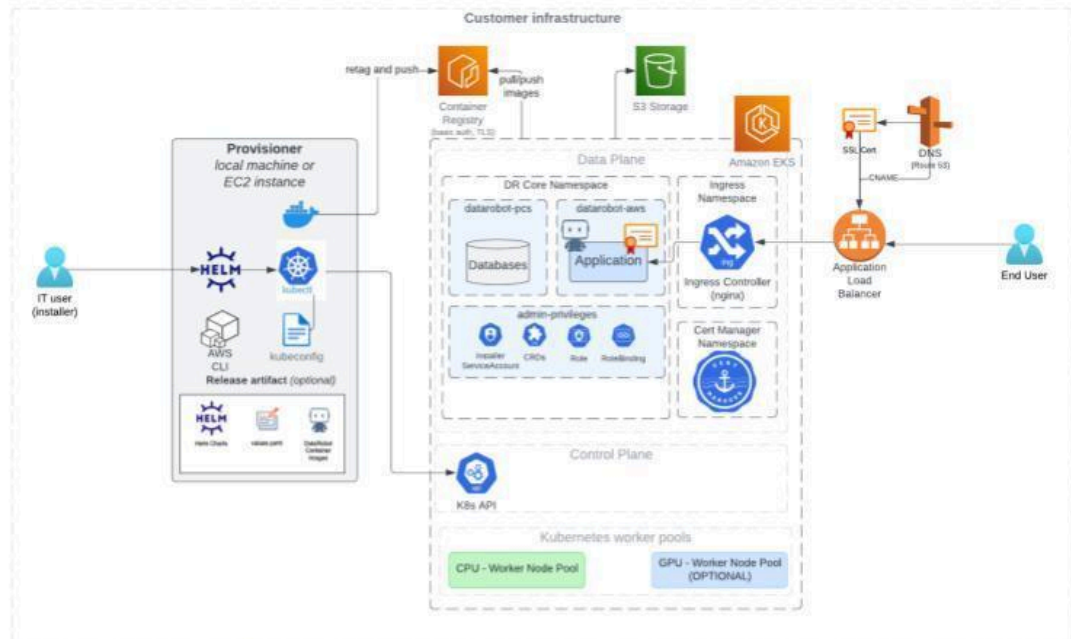 Customer infrastructure
retag and push
pull/push
images
Container
Registry
(basic auth, TLS)
S3 Storage
Amazon EKS
SSL Cert
DNS
(Route 53)
CNAME
Provisioner
local machine or
EC2 instance
HELM
kubectl
AWS
CLI
kubeconfig
Release artifact (optional)
HELM
Helm Charts
values.yaml
DataRobot
Container
Images
IT user
(installer)
Data Plane
DR Core Namespace
datarobot-pcs
Databases
datarobot-aws
Application
admin-privileges
Installer
ServiceAccount
CRDs
Role
RoleBinding
Ingress
Namespace
ing
Ingress Controller
(nginx)
Cert Manager
Namespace
CERT
MANAGER
Application
Load
Balancer
End User
Control Plane
K8s API
Kubernetes worker pools
CPU - Worker Node Pool
GPU - Worker Node Pool
(OPTIONAL)